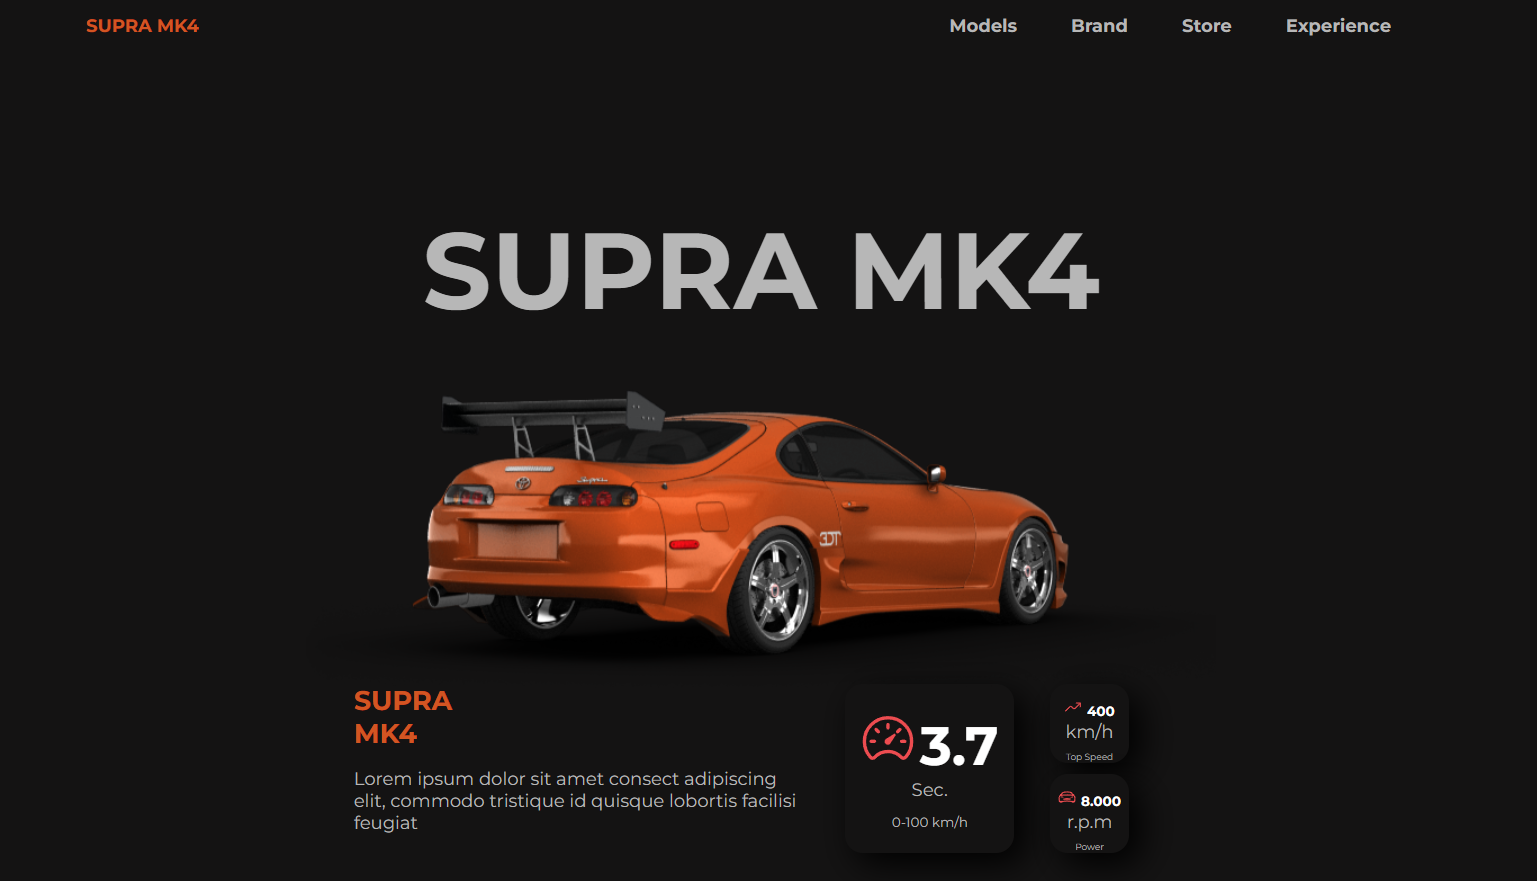 SUPRA MK4
Models Brand Store Experience
SUPRA MK4
Supra
SUPRA
MK4
Lorem ipsum dolor sit amet consect adipiscing
elit, commodo tristique id quisque lobortis facilisi
feugiat
3.7
Sec.
0-100 km/h
400
km/h
Top Speed
8.000
r.p.m
Power